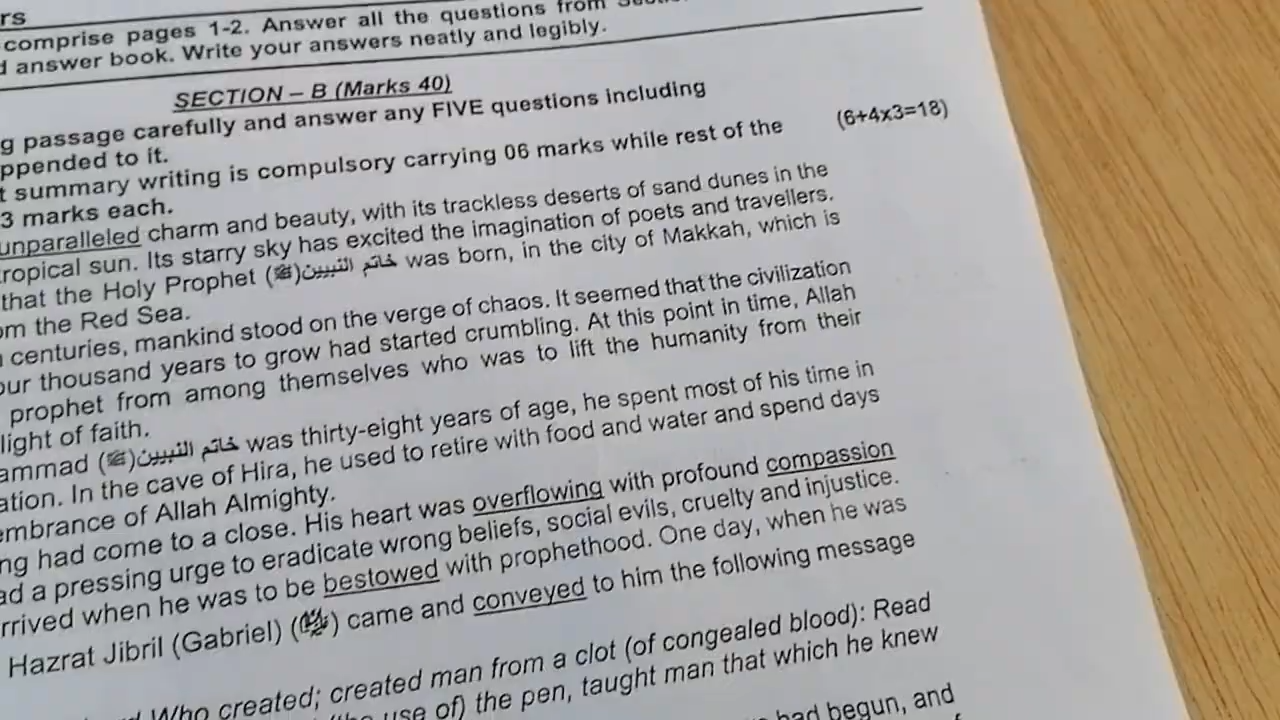 rs
comprise pages 1-2. Answer all the questions from
answer book. Write your answers neatly and legibly.
SECTION – B (Marks 40)
g passage carefully and answer any FIVE questions including
ppended to it.
(6+4x3=18)
t summary writing is compulsory carrying 06 marks while rest of the
3 marks each.
unparalleled charm and beauty, with its trackless deserts of sand dunes in the
tropical sun. Its starry sky has excited the imagination of poets and travellers.
that the Holy Prophet (ﷺ) خاتم النبیین was born, in the city of Makkah, which is
om the Red Sea.
centuries, mankind stood on the verge of chaos. It seemed that the civilization
our thousand years to grow had started crumbling. At this point in time, Allah
prophet from among themselves who was to lift the humanity from their
light of faith.
ammad (ﷺ) خاتم النبیین was thirty-eight years of age, he spent most of his time in
ation. In the cave of Hira, he used to retire with food and water and spend days
embrance of Allah Almighty.
ng had come to a close. His heart was overflowing with profound compassion
ad a pressing urge to eradicate wrong beliefs, social evils, cruelty and injustice.
rrived when he was to be bestowed with prophethood. One day, when he was
Hazrat Jibril (Gabriel) came and conveyed to him the following message
Who created; created man from a clot (of congealed blood): Read
use of) the pen, taught man that which he knew
had begun, and